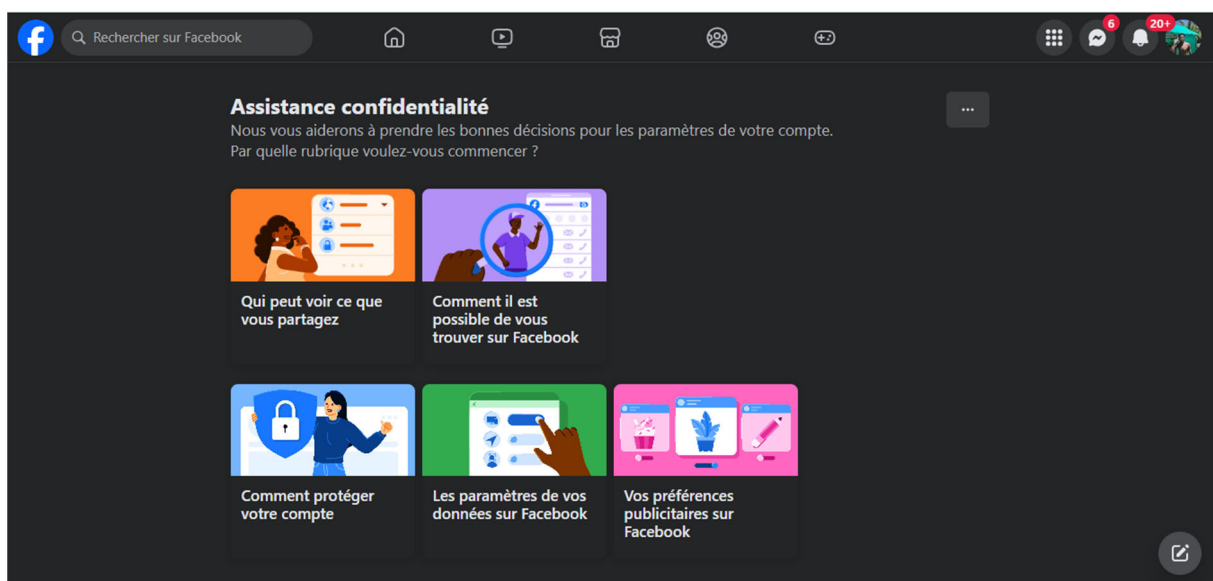 Rechercher sur Facebook
6
20+
Assistance confidentialité
Nous vous aiderons à prendre les bonnes décisions pour les paramètres de votre compte.
Par quelle rubrique voulez-vous commencer ?
Qui peut voir ce que
vous partagez
Comment il est
possible de vous
trouver sur Facebook
Comment protéger
votre compte
Les paramètres de vos
données sur Facebook
Vos préférences
publicitaires sur
Facebook